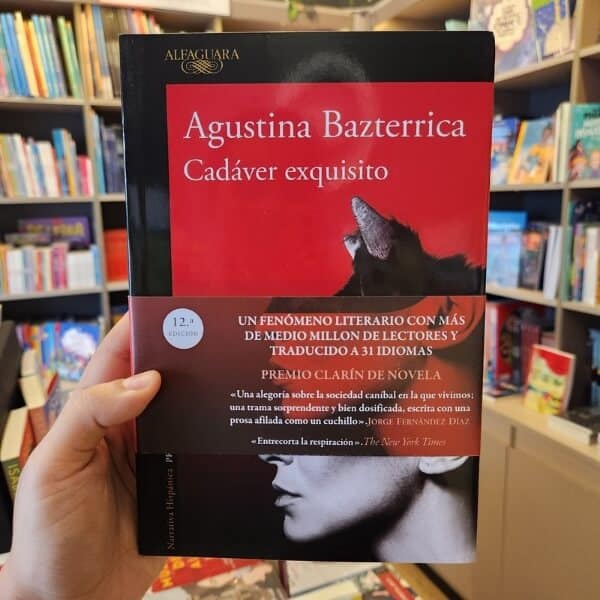 ALFAGUARA
Agustina Bazterrica
Cadáver exquisito
12.ª
EDICIÓN
UN FENÓMENO LITERARIO CON MÁS
DE MEDIO MILLON DE LECTORES Y
TRADUCIDO A 31 IDIOMAS
PREMIO CLARÍN DE NOVELA
«Una alegoría sobre la sociedad caníbal en la que vivimos;
una trama sorprendente y bien dosificada, escrita con una
prosa afilada como un cuchillo». JORGE FERNÁNDEZ DÍAZ
«Entrecorta la respiración». The New York Times
Narrativa Hispánica